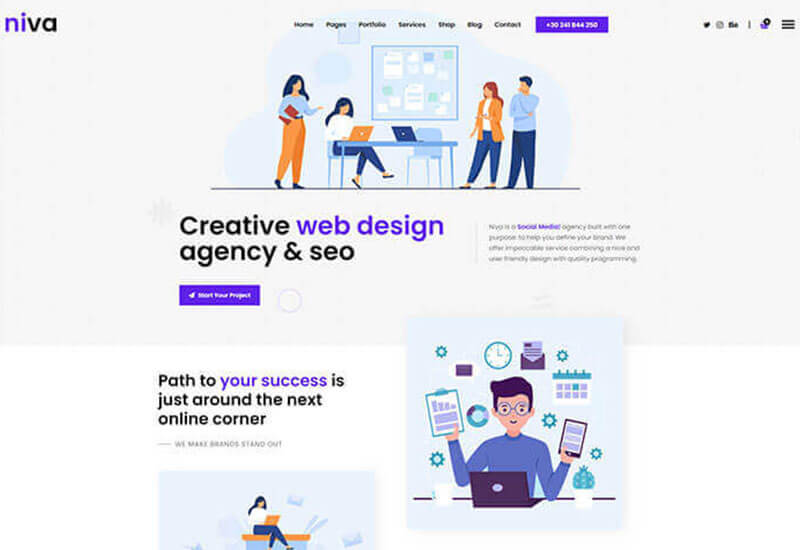 niva
Home Pages Portfolio Services Shop Blog Contact +30 241 844 250
Creative web design
agency & seo
Niva is a Social Media! agency built with one
purpose: to help you define your brand. We
offer impeccable service combining a nice and
user friendly design with quality programming.
Start Your Project
Path to your success is
just around the next
online corner
WE MAKE BRANDS STAND OUT